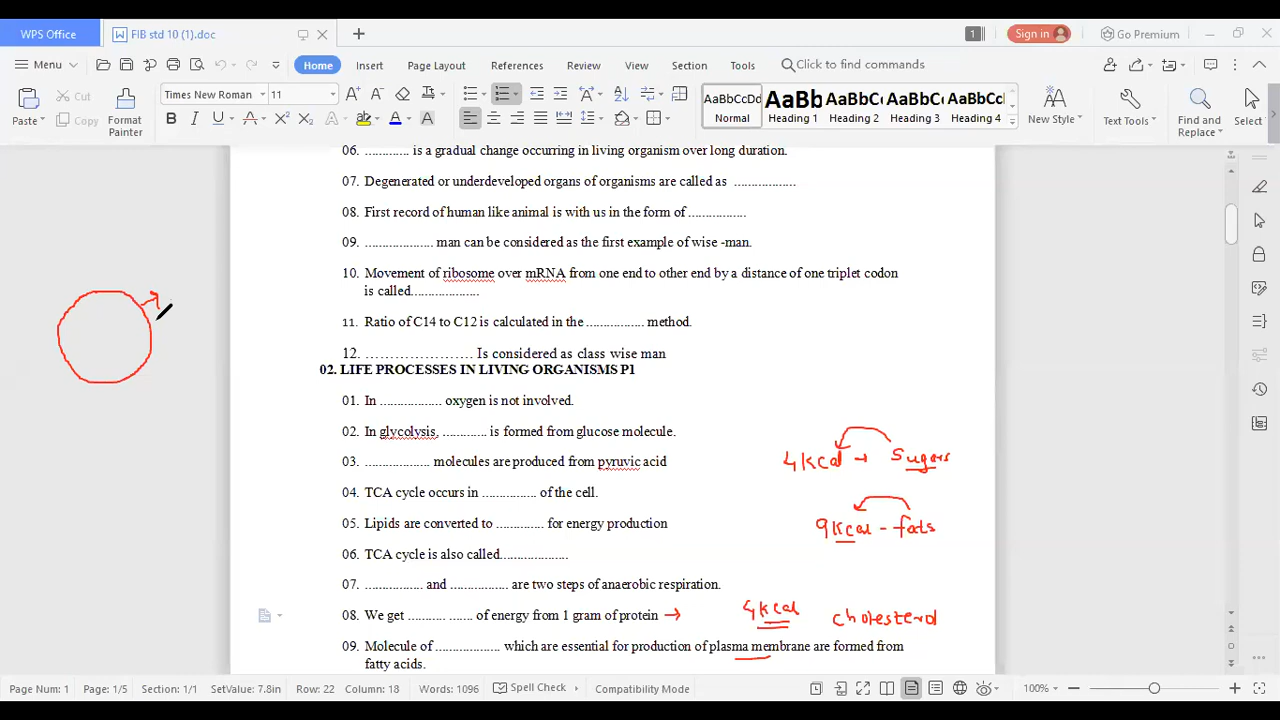 WPS Office FIB std 10 (1).doc + 1 Sign in Go Premium
Menu Home Insert Page Layout References Review View Section Tools Click to find commands
Paste Cut Copy Format Painter Times New Roman 11 B I U A X² X₂ A A A AaBbCcDd AaBb AaBbC AaBbC AaBbC
Normal Heading 1 Heading 2 Heading 3 Heading 4 New Style Text Tools Find and Replace Select
06. ............ is a gradual change occurring in living organism over long duration.
07. Degenerated or underdeveloped organs of organisms are called as .................
08. First record of human like animal is with us in the form of ................
09. .................... man can be considered as the first example of wise -man.
10. Movement of ribosome over mRNA from one end to other end by a distance of one triplet codon
is called....................
11. Ratio of C14 to C12 is calculated in the ................ method.
12. ........................ Is considered as class wise man
02. LIFE PROCESSES IN LIVING ORGANISMS P1
01. In ................. oxygen is not involved.
02. In glycolysis, ............ is formed from glucose molecule.
03. .................. molecules are produced from pyruvic acid
4Kcal → Sugars
04. TCA cycle occurs in ............... of the cell.
05. Lipids are converted to ............. for energy production
9Kcal - fats
06. TCA cycle is also called...................
07. ................ and ................ are two steps of anaerobic respiration.
08. We get .......... ...... of energy from 1 gram of protein → 4Kcal cholesterol
09. Molecule of .................. which are essential for production of plasma membrane are formed from
fatty acids.
Page Num: 1 Page: 1/5 Section: 1/1 SetValue: 7.8in Row: 22 Column: 18 Words: 1096 Spell Check Compatibility Mode 100% − +